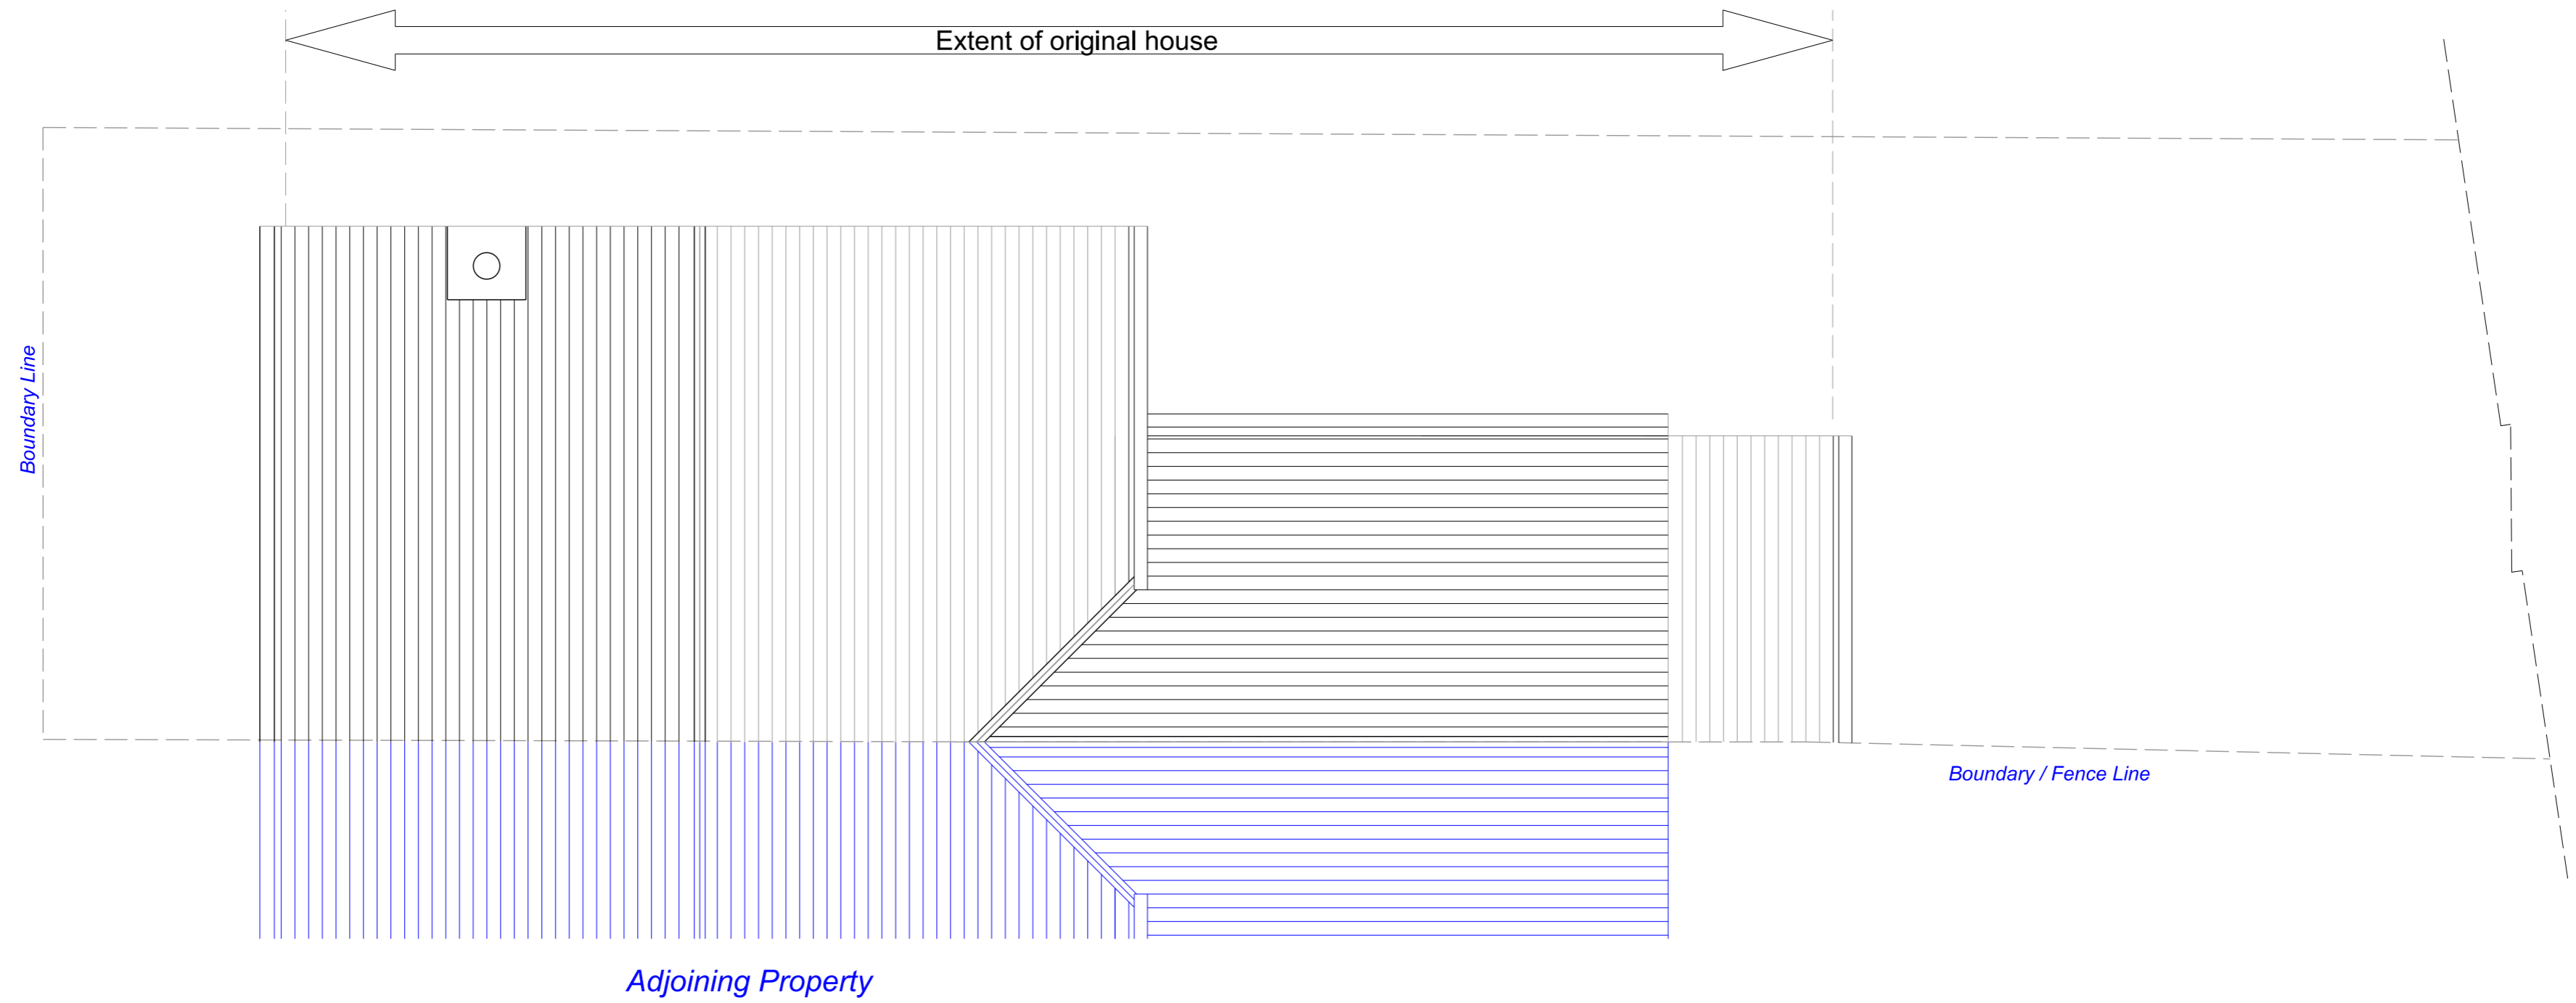 Extent of original house
Boundary Line
Boundary / Fence Line
Adjoining Property